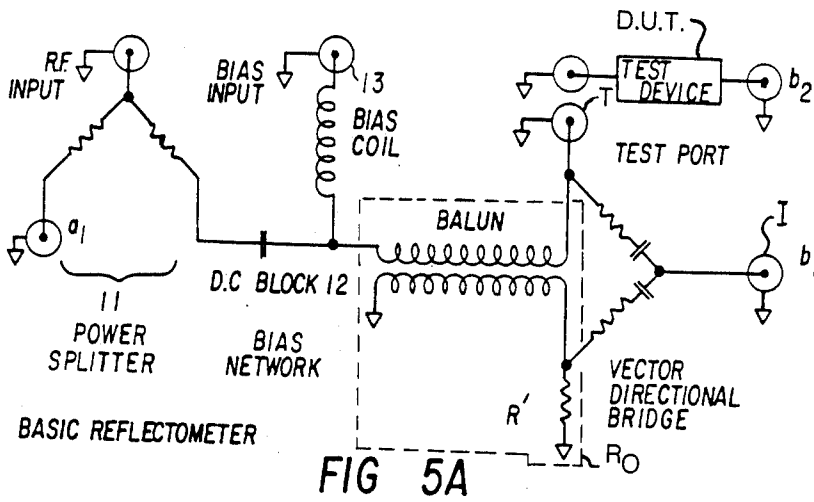 R.F.
INPUT
BIAS
INPUT
13
BIAS
COIL
D.U.T.
TEST
DEVICE
b2
T
TEST PORT
a1
BALUN
I
b
D.C BLOCK 12
11
POWER
SPLITTER
BIAS
NETWORK
VECTOR
DIRECTIONAL
BRIDGE
R'
BASIC REFLECTOMETER
RO
FIG 5A